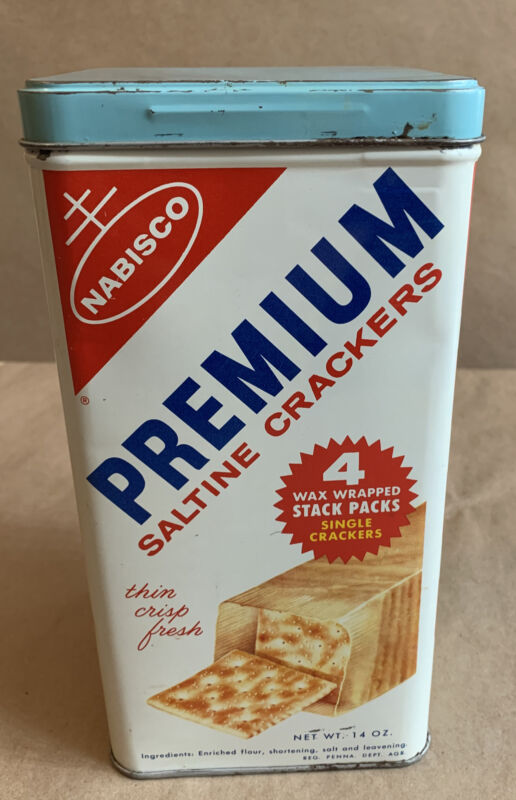 NABISCO
®
PREMIUM
SALTINE CRACKERS
4
WAX WRAPPED
STACK PACKS
SINGLE
CRACKERS
thin
crisp
fresh
NET WT. 14 OZ.
Ingredients: Enriched flour, shortening, salt and leavening.
REG. PENNA. DEPT. AGR.